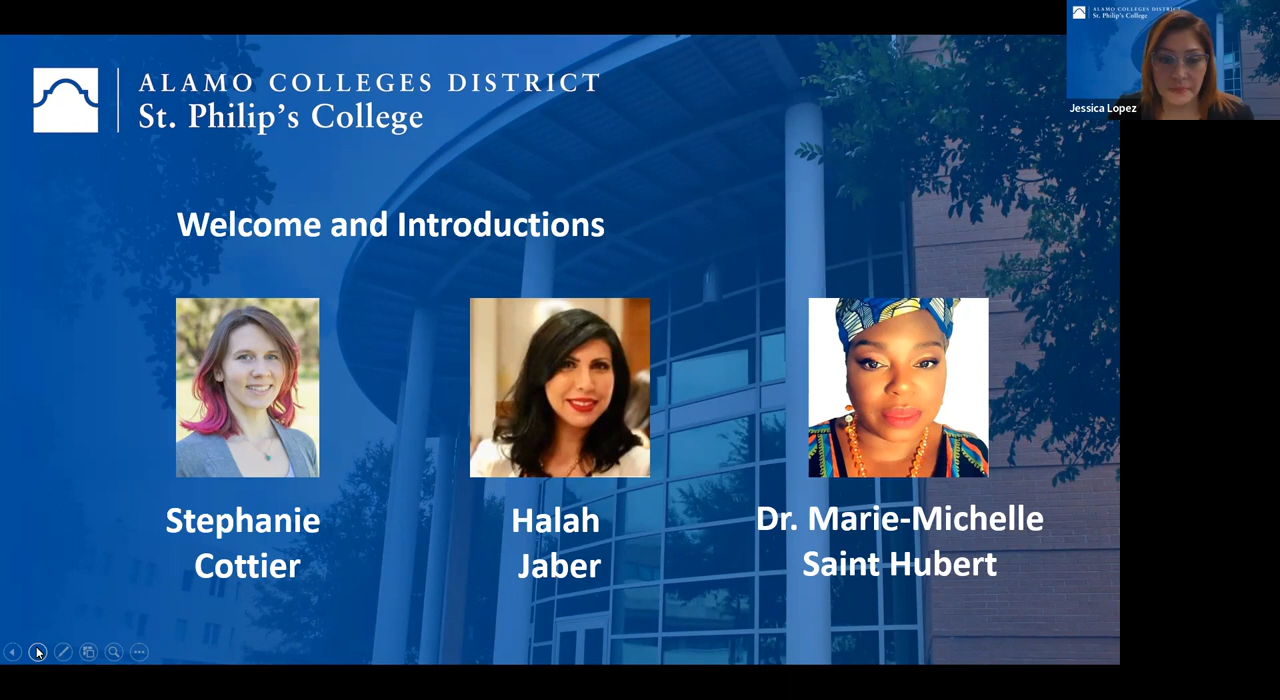 ALAMO COLLEGES DISTRICT
St. Philip's College
ALAMO COLLEGES DISTRICT
St. Philip's College
Jessica Lopez
Welcome and Introductions
Stephanie
Cottier
Halah
Jaber
Dr. Marie-Michelle
Saint Hubert